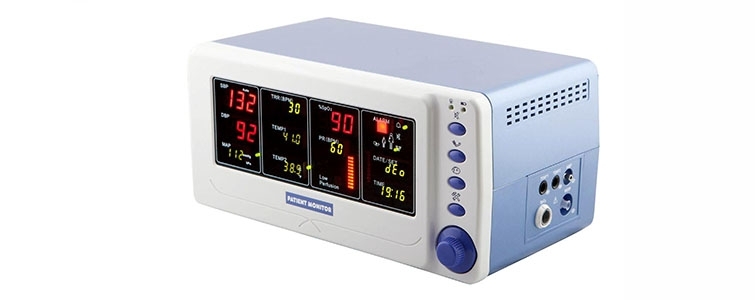 SBP
132
DBP
92
MAP
112
TRR(BPM)
30
TEMP1
41.0
TEMP2
38.9
%SpO2
90
PR(BPM)
60
Low
Perfusion
ALARM
DATE/SET
dEo
TIME
19.16
PATIENT MONITOR